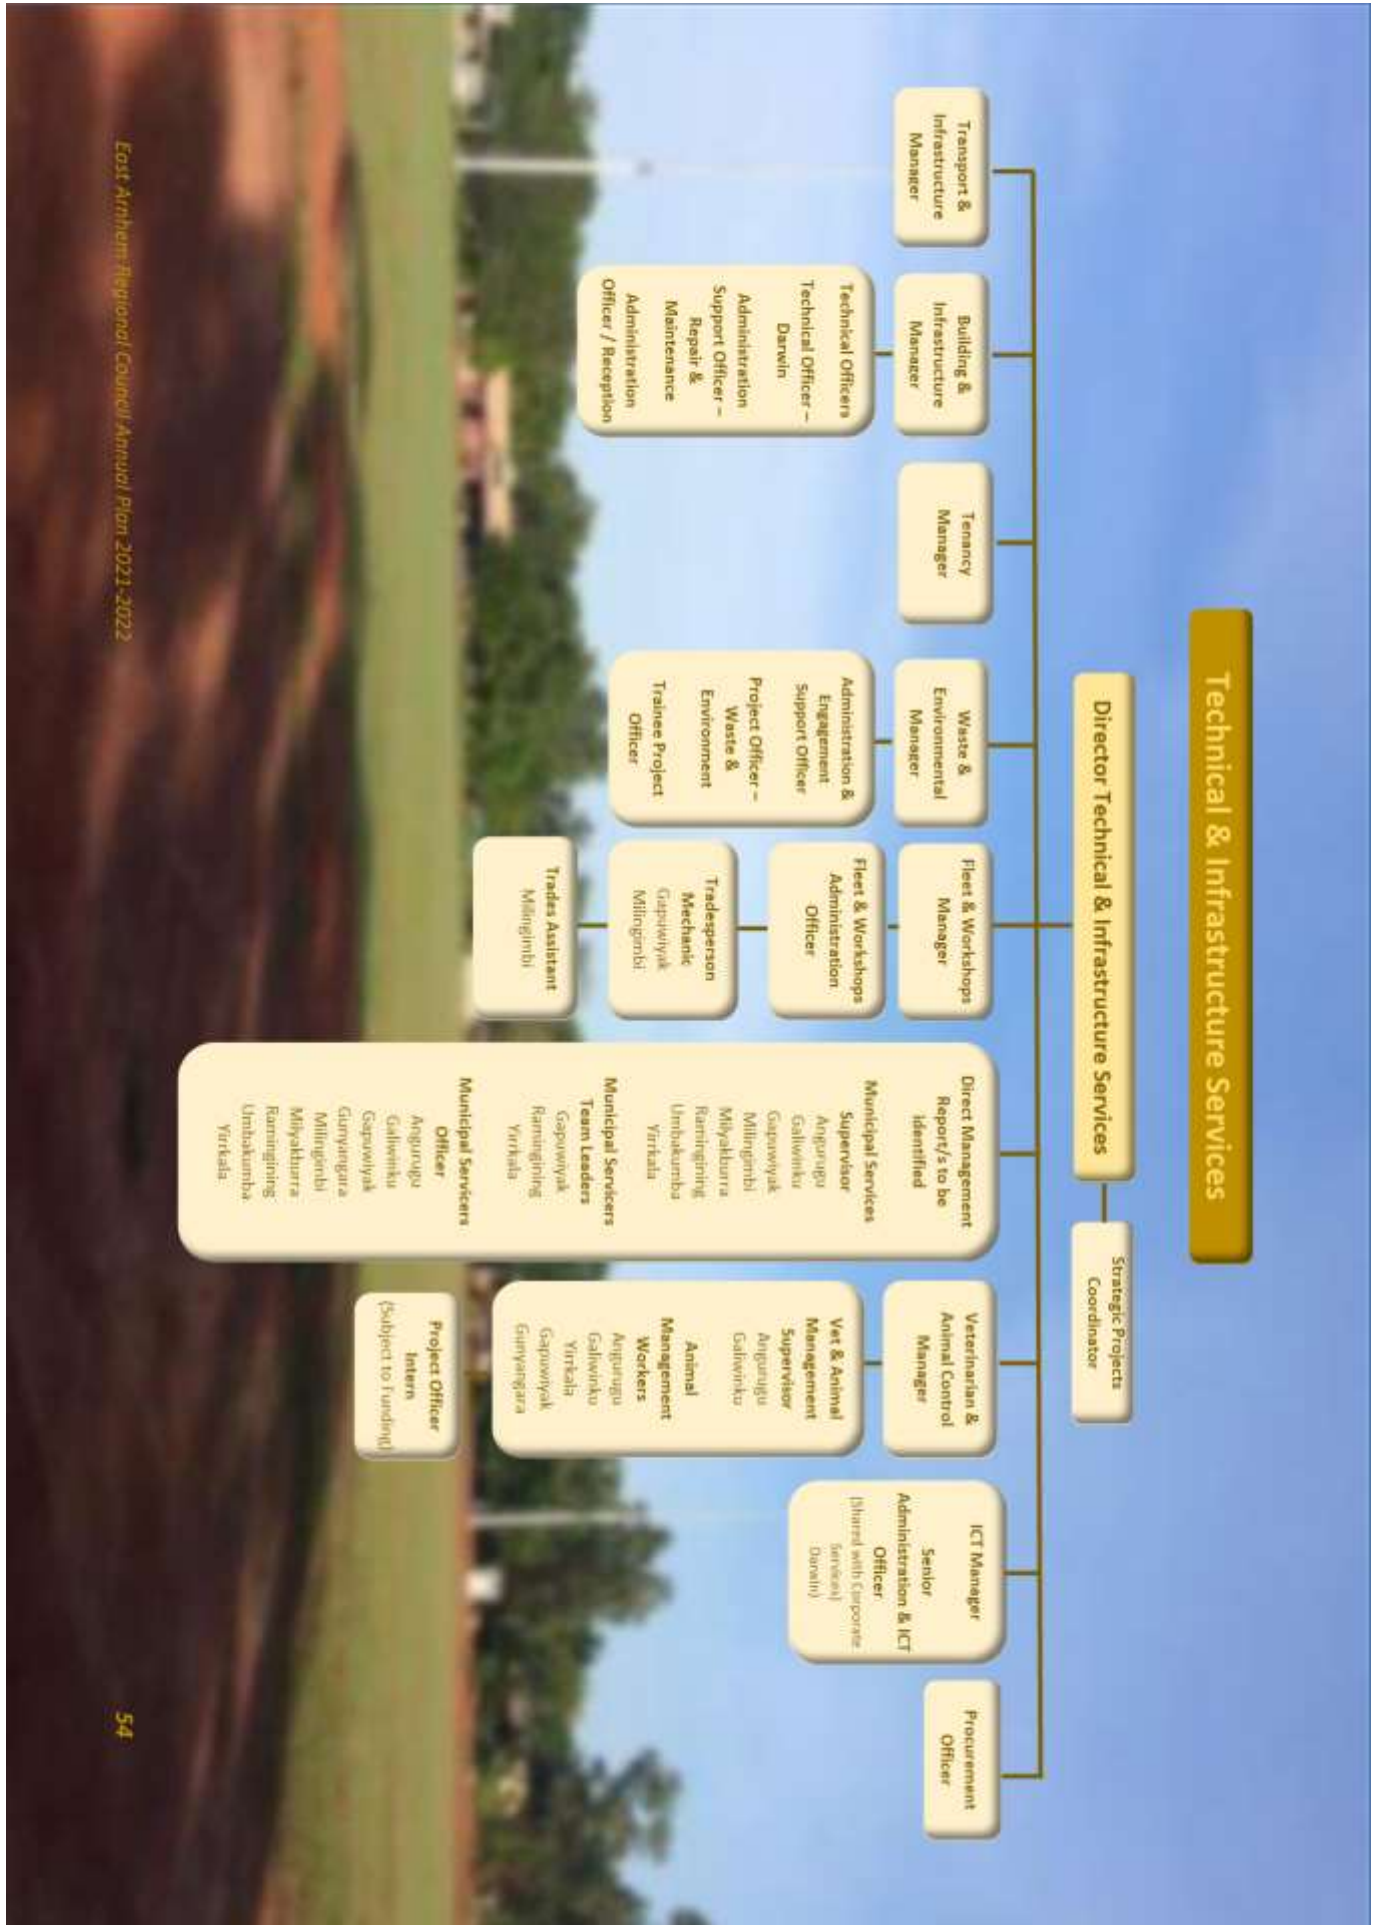 Technical & Infrastructure Services
Director Technical & Infrastructure Services
Strategic Projects
Coordinator
Transport &
Infrastructure
Manager
Building &
Infrastructure
Manager
Technical Officers
Technical Officer –
Darwin
Administration
Support Officer –
Repair &
Maintenance
Administration
Officer / Reception
Tenancy
Manager
Waste &
Environmental
Manager
Administration &
Engagement
Support Officer
Project Officer –
Waste &
Environment
Trainee Project
Officer
Fleet & Workshops
Manager
Fleet & Workshops
Administration
Officer
Tradesperson
Mechanic
Gapuwiyak
Milingimbi
Trades Assistant
Milingimbi
Direct Management
Report/s to be
identified
Municipal Services
Supervisor
Angurugu
Galiwinku
Gapuwiyak
Milingimbi
Milyakburra
Ramingining
Umbakumba
Yirrkala
Municipal Servicers
Team Leaders
Gapuwiyak
Ramingining
Yirrkala
Municipal Servicers
Officer
Angurugu
Galiwinku
Gapuwiyak
Gunyangara
Milingimbi
Milyakburra
Ramingining
Umbakumba
Yirrkala
Veterinarian &
Animal Control
Manager
Vet & Animal
Management
Supervisor
Angurugu
Galiwinku
Animal
Management
Workers
Angurugu
Galiwinku
Yirrkala
Gapuwiyak
Gunyangara
Project Officer
Intern
(Subject to Funding)
ICT Manager
Senior
Administration & ICT
Officer
(Shared with Corporate
Services)
Darwin)
Procurement
Officer
East Arnhem Regional Council Annual Plan 2021-2022
54